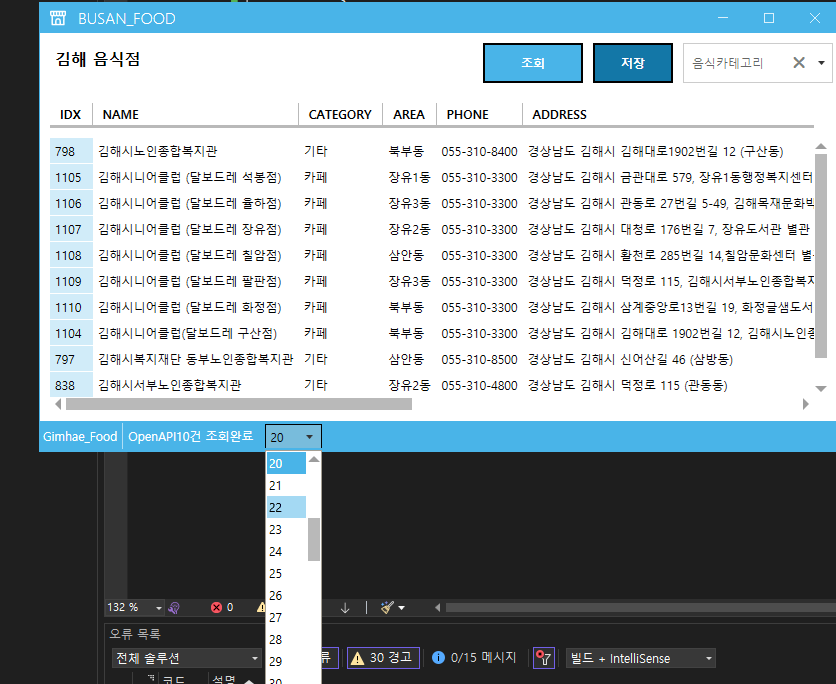 BUSAN_FOOD
김해 음식점
조회 저장 음식카테고리
IDX NAME CATEGORY AREA PHONE ADDRESS
798 김해시노인종합복지관 기타 북부동 055-310-8400 경상남도 김해시 김해대로1902번길 12 (구산동)
1105 김해시니어클럽 (달보드레 석봉점) 카페 장유1동 055-310-3300 경상남도 김해시 금관대로 579, 장유1동행정복지센터
1106 김해시니어클럽 (달보드레 율하점) 카페 장유3동 055-310-3300 경상남도 김해시 관동로 27번길 5-49, 김해목재문화박
1107 김해시니어클럽 (달보드레 장유점) 카페 장유2동 055-310-3300 경상남도 김해시 대청로 176번길 7, 장유도서관 별관
1108 김해시니어클럽 (달보드레 칠암점) 카페 삼안동 055-310-3300 경상남도 김해시 활천로 285번길 14,칠암문화센터
1109 김해시니어클럽 (달보드레 팔판점) 카페 장유3동 055-310-3300 경상남도 김해시 덕정로 115, 김해시서부노인종합복지
1110 김해시니어클럽 (달보드레 화정점) 카페 북부동 055-310-3300 경상남도 김해시 삼계중앙로13번길 19, 화정글샘도서
1104 김해시니어클럽(달보드레 구산점) 카페 북부동 055-310-3300 경상남도 김해시 김해대로 1902번길 12, 김해시노인종
797 김해시복지재단 동부노인종합복지관 기타 삼안동 055-310-8500 경상남도 김해시 신어산길 46 (삼방동)
838 김해시서부노인종합복지관 기타 장유2동 055-310-4800 경상남도 김해시 덕정로 115 (관동동)
Gimhae_Food OpenAPI10건 조회완료 20
20
21
22
23
24
25
26
27
28
29
30
132 % 0
오류 목록
전체 솔루션 류 30 경고 0/15 메시지 빌드 + IntelliSense
코드 설명